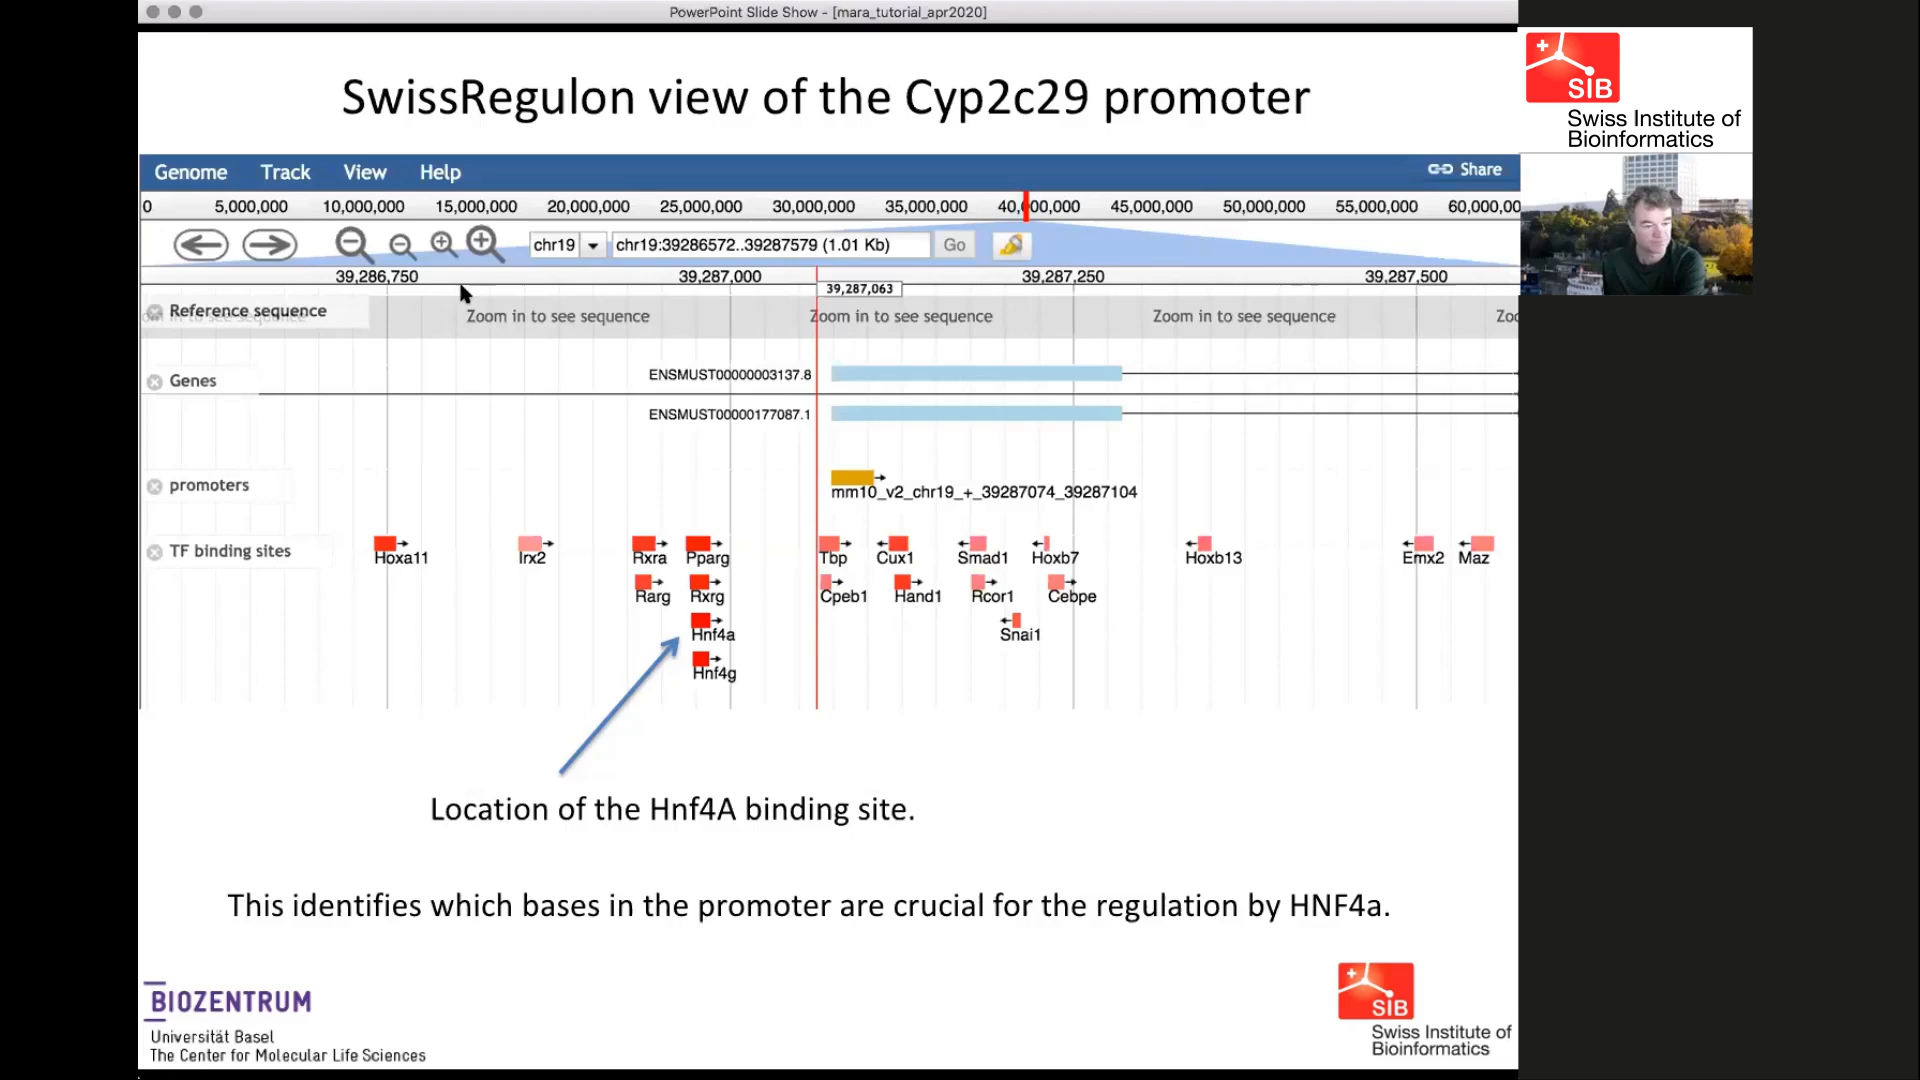 PowerPoint Slide Show - [mara_tutorial_apr2020]
SwissRegulon view of the Cyp2c29 promoter
SIB
Swiss Institute of
Bioinformatics
Genome Track View Help Share
0 5,000,000 10,000,000 15,000,000 20,000,000 25,000,000 30,000,000 35,000,000 40,000,000 45,000,000 50,000,000 55,000,000 60,000,00
chr19 chr19:39286572..39287579 (1.01 Kb) Go
39,286,750 39,287,000 39,287,250 39,287,500
39,287,063
Reference sequence Zoom in to see sequence Zoom in to see sequence Zoom in to see sequence Zoo
ENSMUST00000003137.8
Genes
ENSMUST00000177087.1
promoters
mm10_v2_chr19_+_39287074_39287104
TF binding sites
Hoxa11 Irx2 Rxra Pparg Tbp Cux1 Smad1 Hoxb7 Hoxb13 Emx2 Maz
Rarg Rxrg Cpeb1 Hand1 Rcor1 Cebpe
Hnf4a Snai1
Hnf4g
Location of the Hnf4A binding site.
This identifies which bases in the promoter are crucial for the regulation by HNF4a.
BIOZENTRUM
Universität Basel
The Center for Molecular Life Sciences
SIB
Swiss Institute of
Bioinformatics